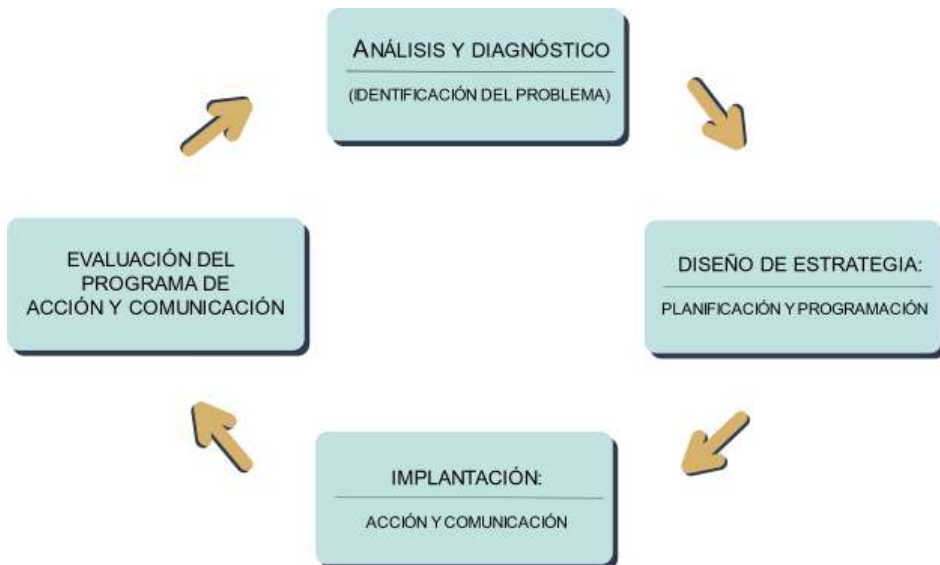 ANÁLISIS Y DIAGNÓSTICO
(IDENTIFICACIÓN DEL PROBLEMA)
DISEÑO DE ESTRATEGIA:
PLANIFICACIÓN Y PROGRAMACIÓN
IMPLANTACIÓN:
ACCIÓN Y COMUNICACIÓN
EVALUACIÓN DEL
PROGRAMA DE
ACCIÓN Y COMUNICACIÓN